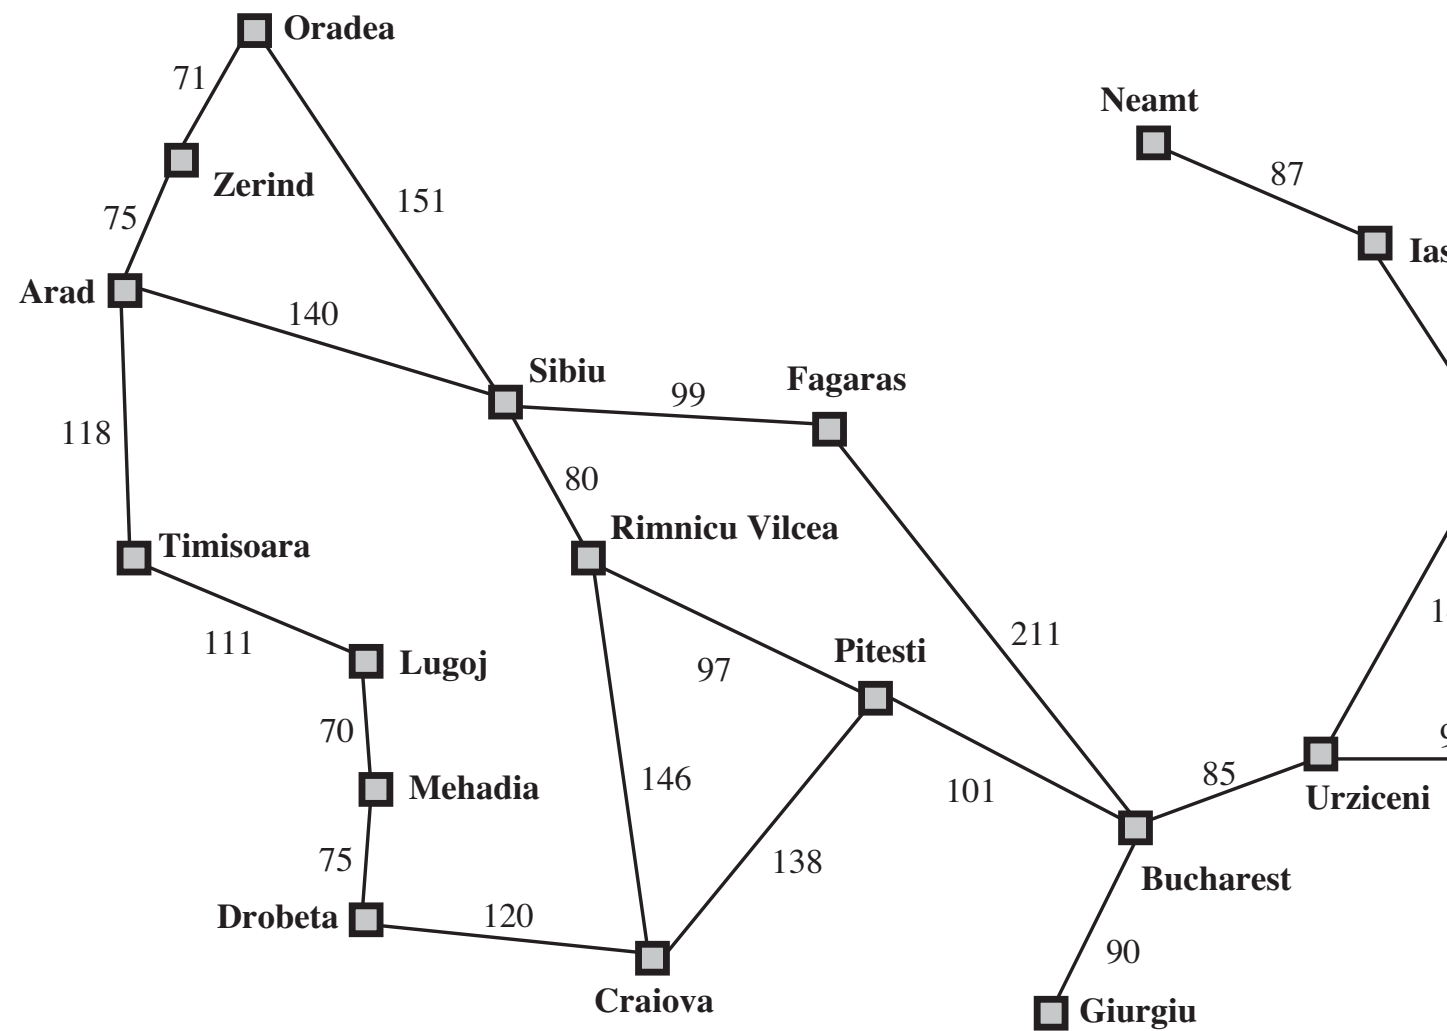 Oradea
71
Neamt
87
Zerind
151
75
Arad
140
Sibiu
99
Fagaras
118
80
Rimnicu Vilcea
Timisoara
211
111
Lugoj
97
Pitesti
70
Mehadia
146
101
85
Urziceni
75
138
Bucharest
Drobeta
120
90
Craiova
Giurgiu